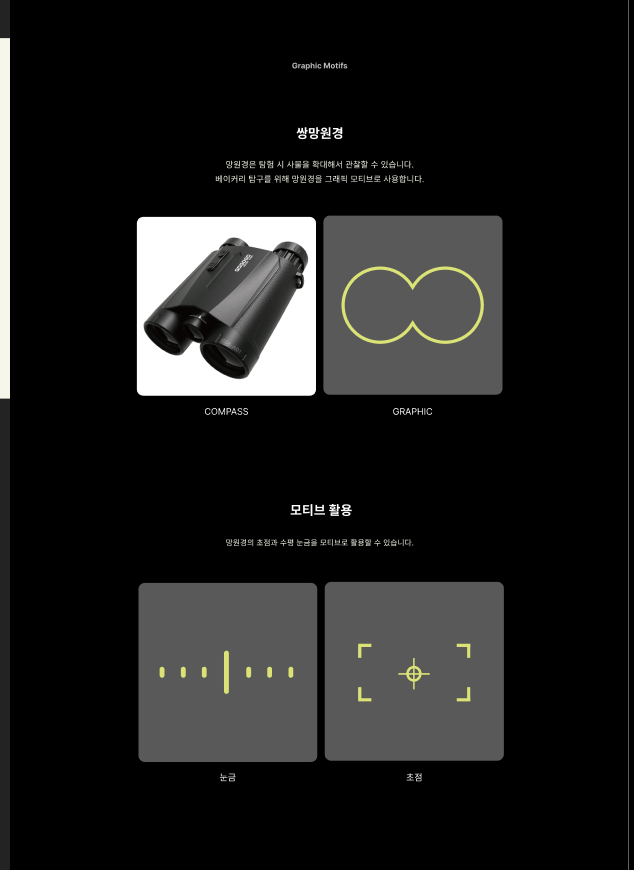 Graphic Motifs
쌍망원경
망원경은 탐험 시 사물을 확대해서 관찰할 수 있습니다.
베이커리 탐구를 위해 망원경을 그래픽 모티브로 사용합니다.
COMPASS
GRAPHIC
모티브 활용
망원경의 초점과 수평 눈금을 모티브로 활용할 수 있습니다.
눈금
초점